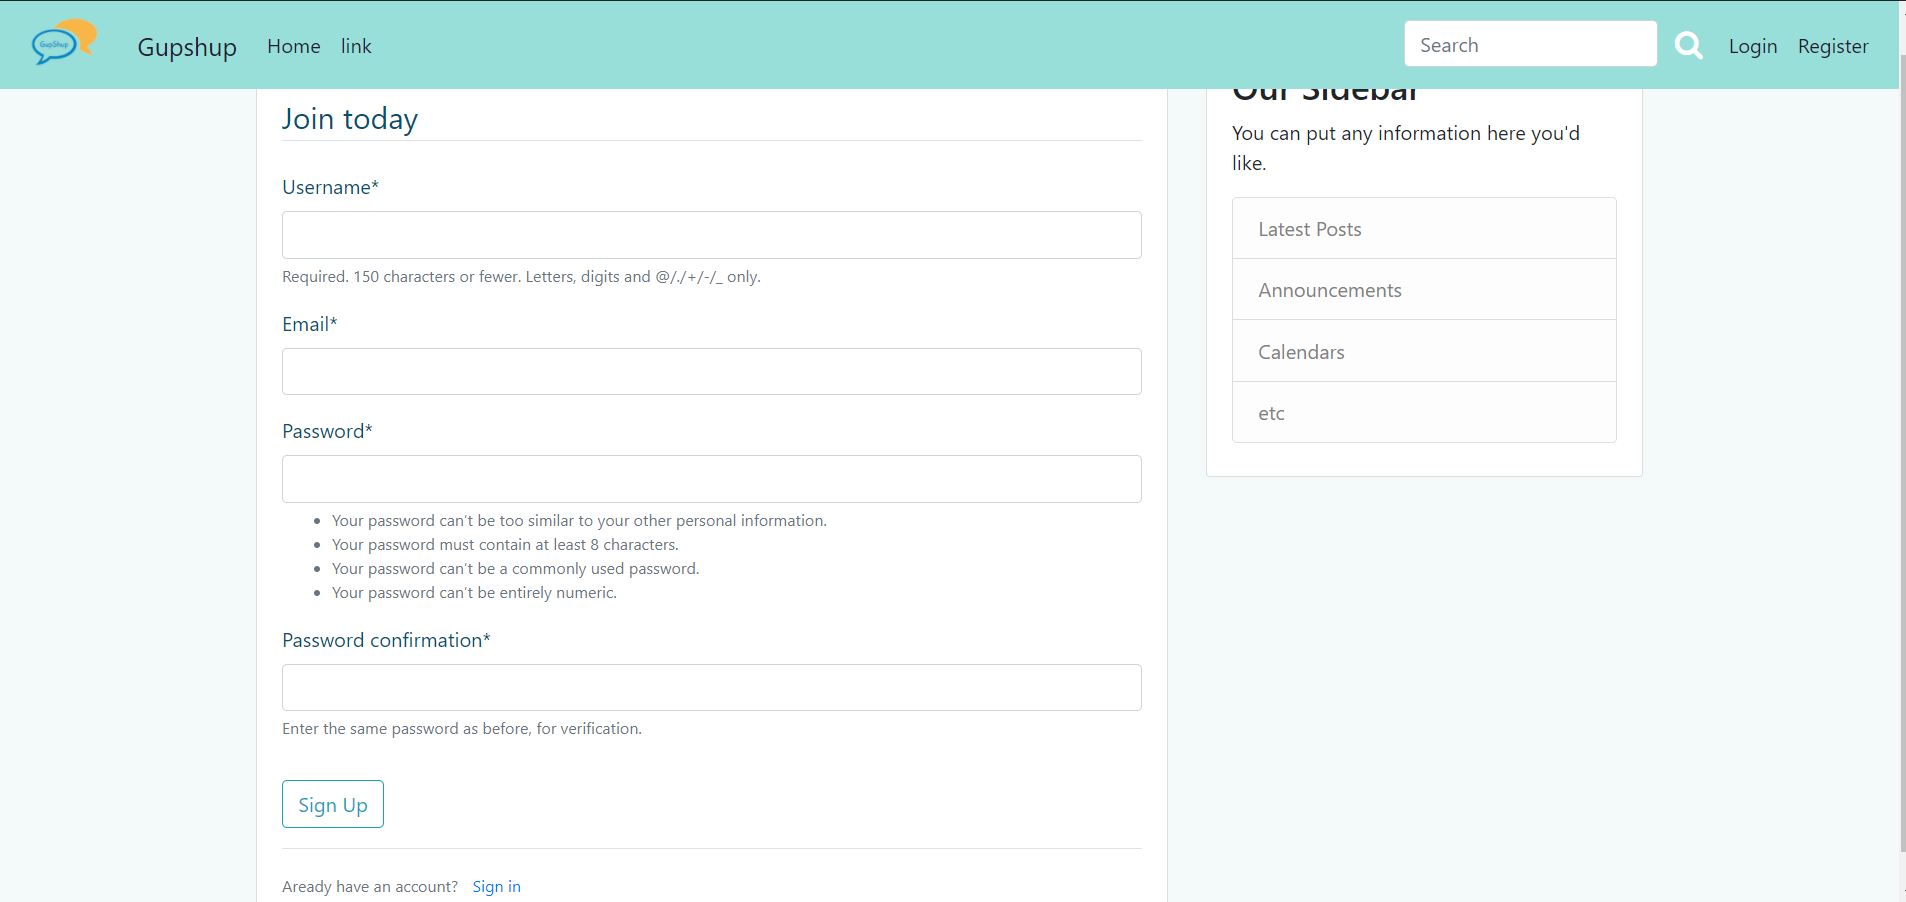 GupShup
Gupshup Home link
Search
Login Register
Join today
Username*
Required. 150 characters or fewer. Letters, digits and @/./+/-/_ only.
Email*
Password*
Your password can't be too similar to your other personal information.
Your password must contain at least 8 characters.
Your password can't be a commonly used password.
Your password can't be entirely numeric.
Password confirmation*
Enter the same password as before, for verification.
Sign Up
Aready have an account? Sign in
Our Sidebar
You can put any information here you'd
like.
Latest Posts
Announcements
Calendars
etc